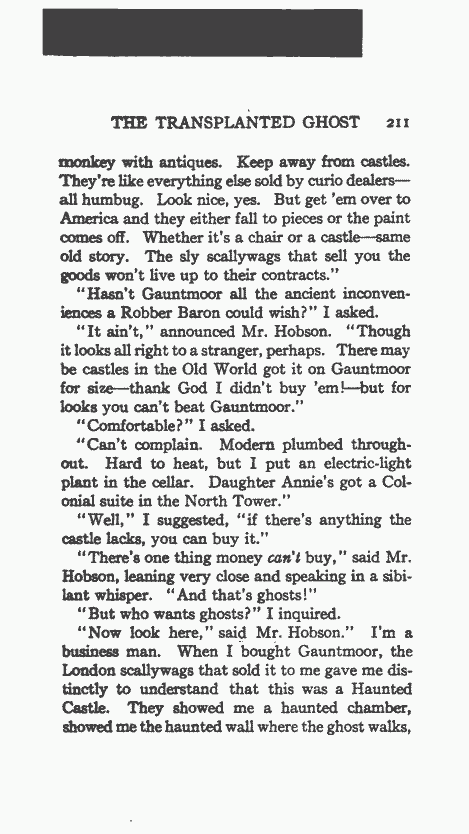 THE TRANSPLANTED GHOST 211
monkey with antiques. Keep away from castles.
They're like everything else sold by curio dealers—
all humbug. Look nice, yes. But get 'em over to
America and they either fall to pieces or the paint
comes off. Whether it's a chair or a castle—same
old story. The sly scallywags that sell you the
goods won't live up to their contracts."
"Hasn't Gauntmoor all the ancient inconven-
iences a Robber Baron could wish?" I asked.
"It ain't," announced Mr. Hobson. "Though
it looks all right to a stranger, perhaps. There may
be castles in the Old World got it on Gauntmoor
for size—thank God I didn't buy 'em!—but for
looks you can't beat Gauntmoor."
"Comfortable?" I asked.
"Can't complain. Modern plumbed through-
out. Hard to heat, but I put an electric-light
plant in the cellar. Daughter Annie's got a Col-
onial suite in the North Tower."
"Well," I suggested, "if there's anything the
castle lacks, you can buy it."
"There's one thing money can't buy," said Mr.
Hobson, leaning very close and speaking in a sibi-
lant whisper. "And that's ghosts!"
"But who wants ghosts?" I inquired.
"Now look here," said Mr. Hobson." I'm a
business man. When I bought Gauntmoor, the
London scallywags that sold it to me gave me dis-
tinctly to understand that this was a Haunted
Castle. They showed me a haunted chamber,
showed me the haunted wall where the ghost walks,